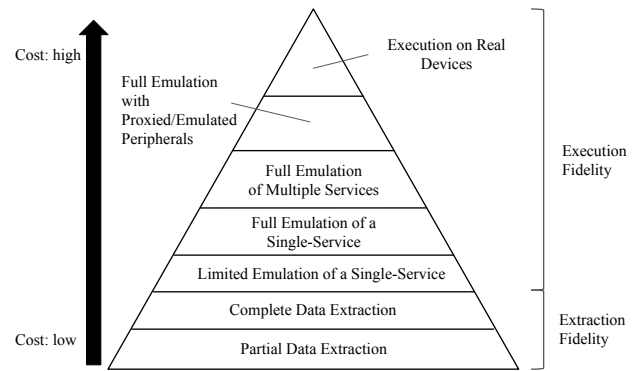 Cost: high
Execution on Real
Devices
Full Emulation
with
Proxied/Emulated
Peripherals
Full Emulation
of Multiple Services
Execution
Fidelity
Full Emulation of a
Single-Service
Limited Emulation of a Single-Service
Complete Data Extraction
Extraction
Fidelity
Cost: low
Partial Data Extraction